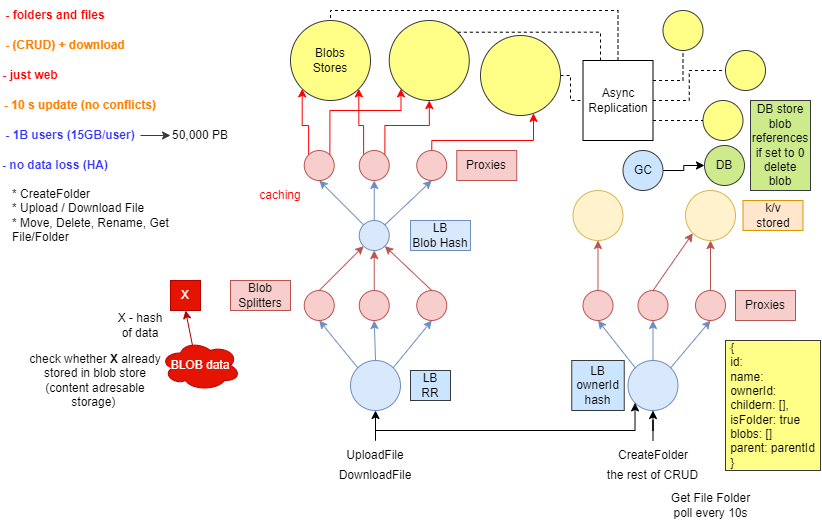 - folders and files
- (CRUD) + download
- just web
- 10 s update (no conflicts)
- 1B users (15GB/user)
50,000 PB
- no data loss (HA)
* CreateFolder
* Upload / Download File
* Move, Delete, Rename, Get
File/Folder
Blobs
Stores
Async
Replication
DB store
blob
references
if set to 0
delete
blob
GC
DB
Proxies
caching
k/v
stored
LB
Blob Hash
X
Blob
Splitters
Proxies
X - hash
of data
check whether X already
stored in blob store
(content adresable
storage)
BLOB data
LB
RR
LB
ownerId
hash
{
id:
name:
ownerId:
childern: [],
isFolder: true
blobs: []
parent: parentId
}
UploadFile
DownloadFile
CreateFolder
the rest of CRUD
Get File Folder
poll every 10s